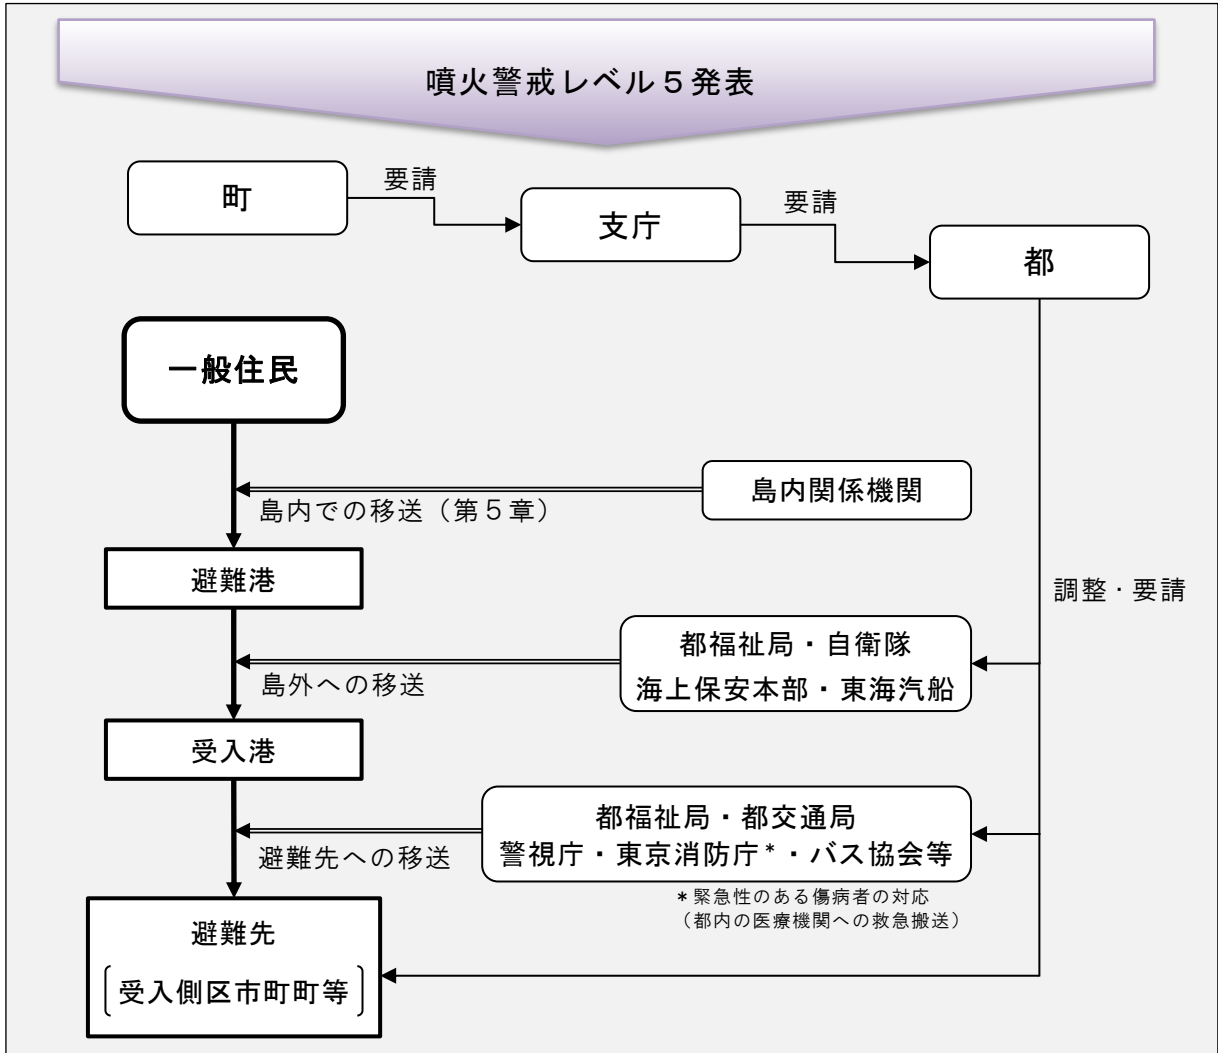 噴火警戒レベル５発表
町
要請
支庁
要請
都
一般住民
島内関係機関
島内での移送（第５章）
避難港
調整・要請
都福祉局・自衛隊
海上保安本部・東海汽船
島外への移送
受入港
都福祉局・都交通局
警視庁・東京消防庁*・バス協会等
避難先への移送
*緊急性のある傷病者の対応
（都内の医療機関への救急搬送）
避難先
［受入側区市町町等］